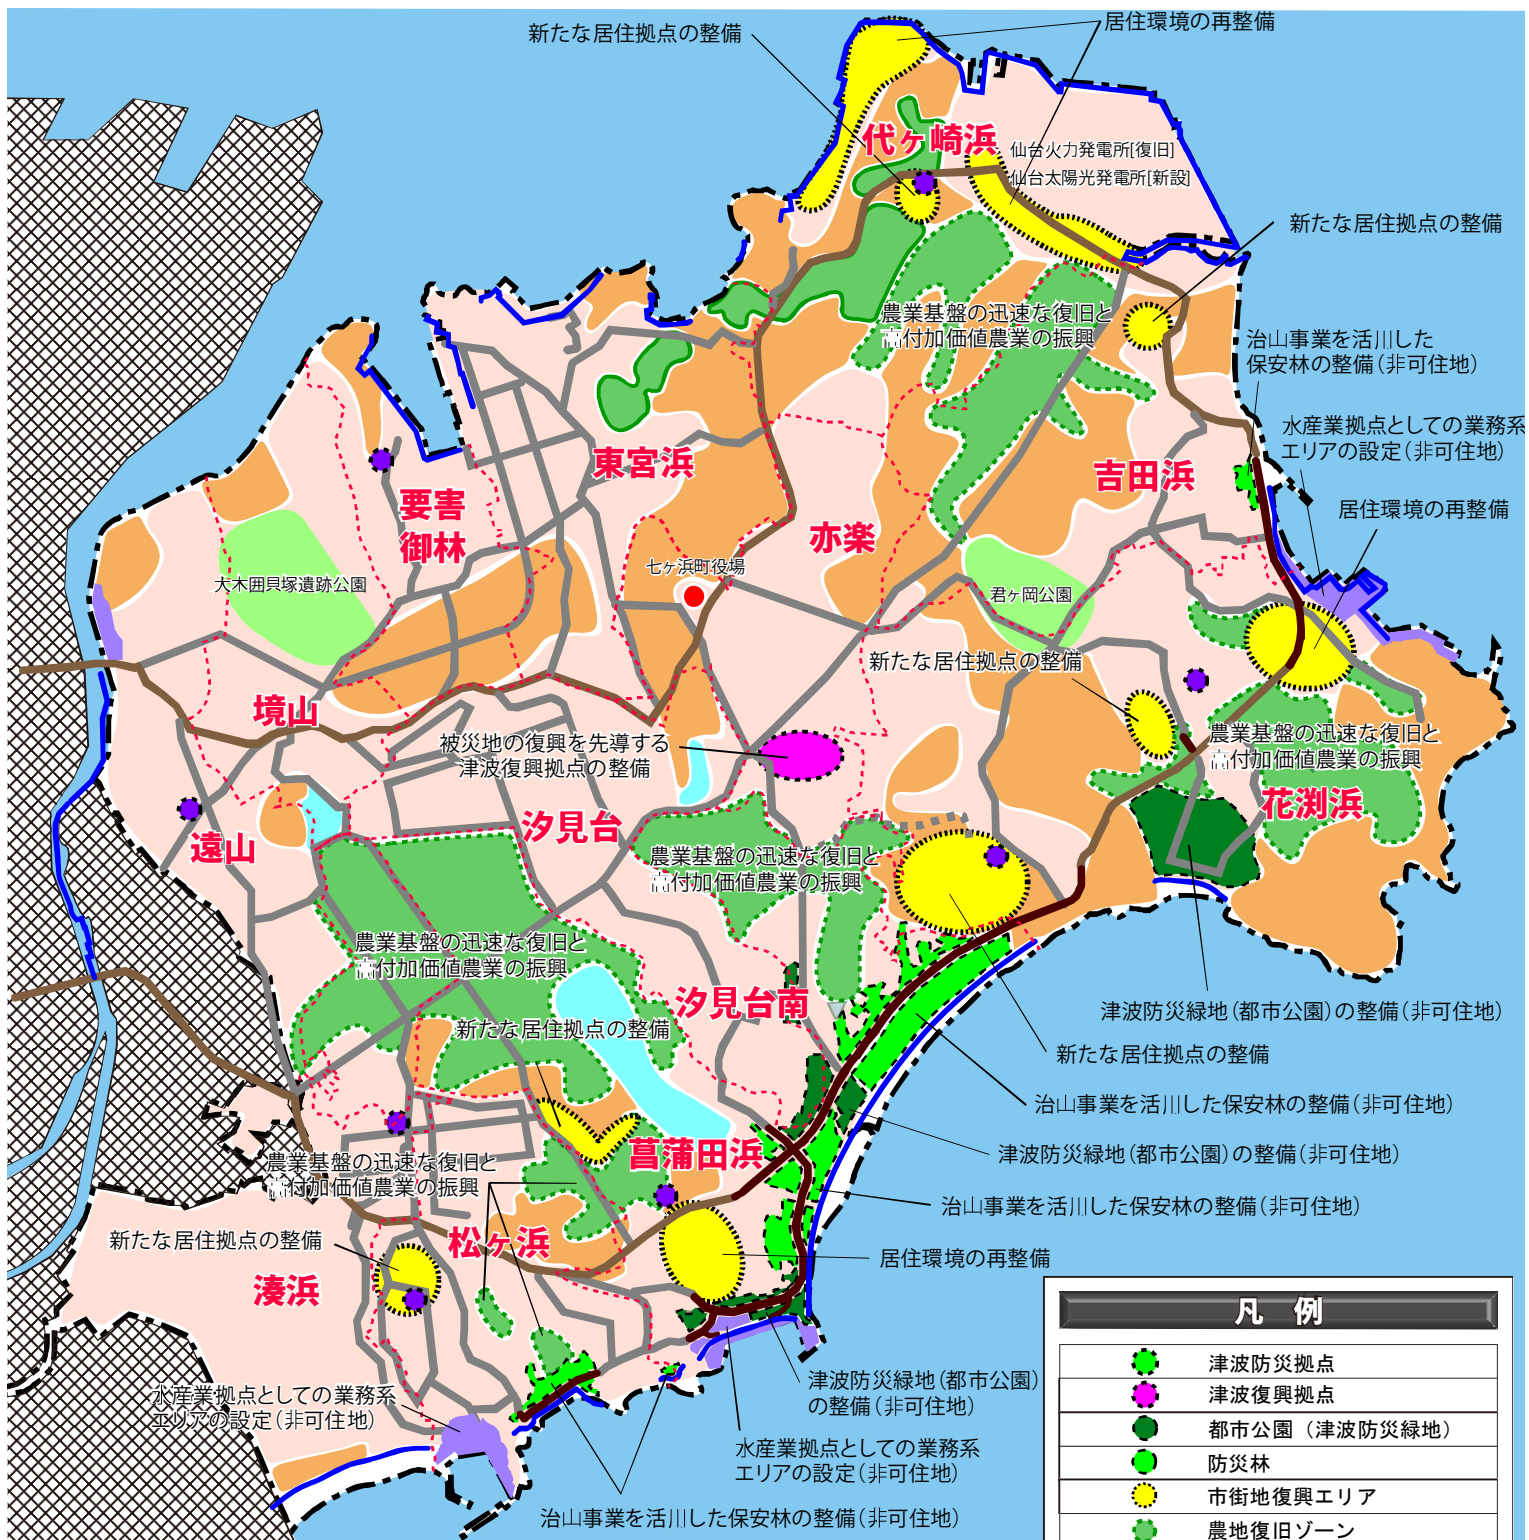 新たな居住拠点の整備
居住環境の再整備
代ヶ崎浜
仙台火力発電所[復旧]
仙台太陽光発電所[新設]
新たな居住拠点の整備
農業基盤の迅速な復旧と
高付加価値農業の振興
治山事業を活用した
保安林の整備(非可住地)
水産業拠点としての業務系
エリアの設定(非可住地)
東宮浜
吉田浜
要害
御林
居住環境の再整備
亦楽
七ヶ浜町役場
大木囲貝塚遺跡公園
君ヶ岡公園
新たな居住拠点の整備
境山
被災地の復興を先導する
津波復興拠点の整備
農業基盤の迅速な復旧と
高付加価値農業の振興
花渕浜
汐見台
遠山
農業基盤の迅速な復旧と
高付加価値農業の振興
農業基盤の迅速な復旧と
高付加価値農業の振興
汐見台南
津波防災緑地(都市公園)の整備(非可住地)
新たな居住拠点の整備
新たな居住拠点の整備
治山事業を活用した保安林の整備(非可住地)
菖蒲田浜
津波防災緑地(都市公園)の整備(非可住地)
農業基盤の迅速な復旧と
高付加価値農業の振興
治山事業を活用した保安林の整備(非可住地)
新たな居住拠点の整備
松ヶ浜
居住環境の再整備
湊浜
凡 例
津波防災拠点
津波復興拠点
都市公園（津波防災緑地）
防災林
市街地復興エリア
農地復旧ゾーン
水産業拠点としての業務系
エリアの設定(非可住地)
津波防災緑地(都市公園)
の整備(非可住地)
水産業拠点としての業務系
エリアの設定(非可住地)
治山事業を活用した保安林の整備(非可住地)